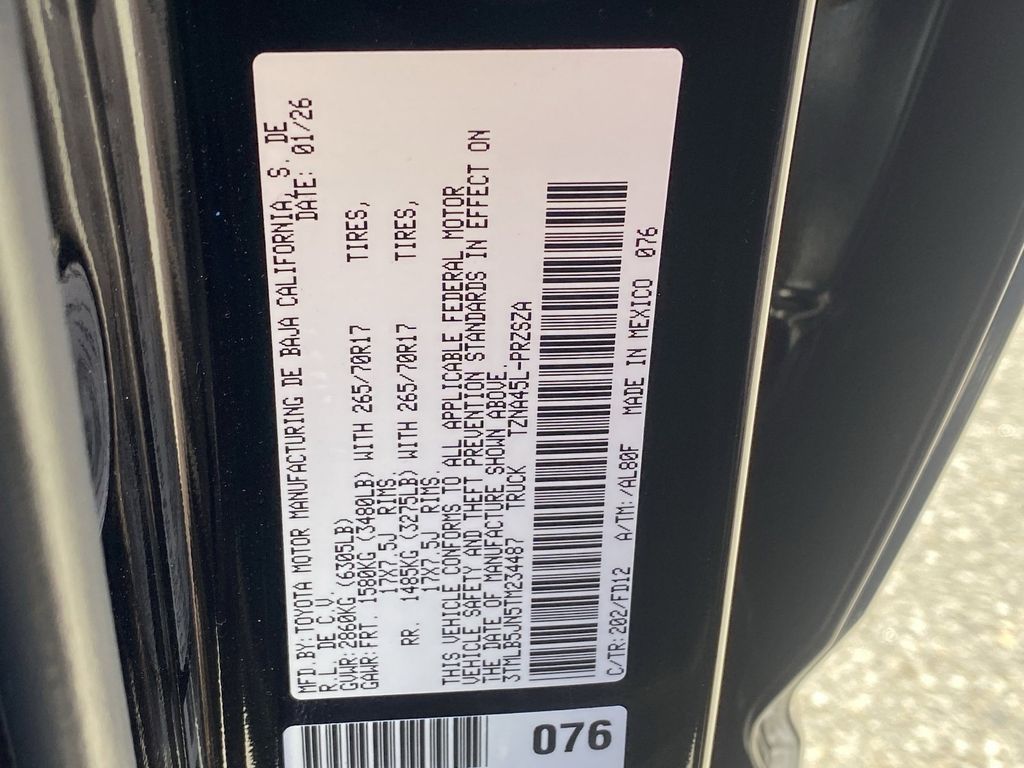 MFD.BY:TOYOTA MOTOR MANUFACTURING DE BAJA CALIFORNIA, S. DE
R.L. DE C.V. DATE: 01/26
GVWR:2860KG (6305LB)
GAWR:FRT. 1580KG (3480LB) WITH 265/70R17 TIRES,
17X7.5J RIMS
RR. 1485KG (3275LB) WITH 265/70R17 TIRES,
17X7.5J RIMS
THIS VEHICLE CONFORMS TO ALL APPLICABLE FEDERAL MOTOR
VEHICLE SAFETY AND THEFT PREVENTION STANDARDS IN EFFECT ON
THE DATE OF MANUFACTURE SHOWN ABOVE.
3TMLB5JN5TM234487 TRUCK TZNA45L-PRZSZA
C/TR:202/FD12 A/TM:/AL80F MADE IN MEXICO 076
076